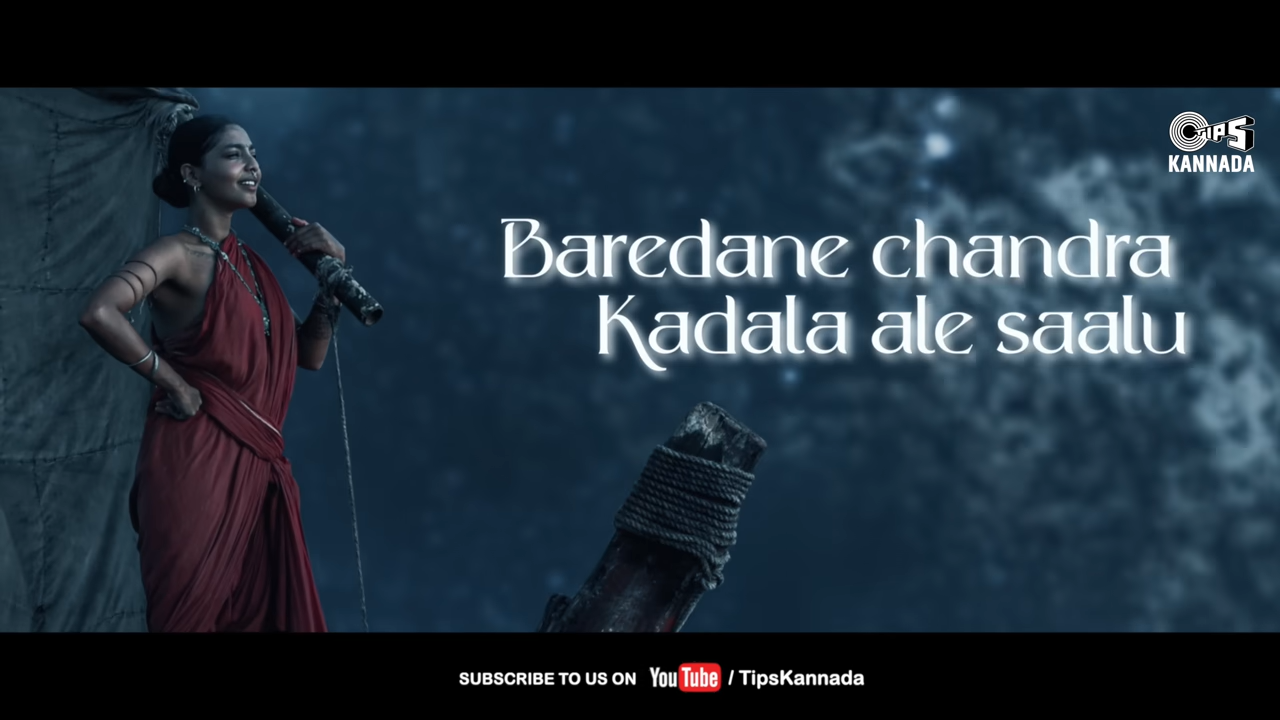 TIPS
KANNADA
Baredane chandra
Kadala ale saalu
SUBSCRIBE TO US ON YouTube / TipsKannada